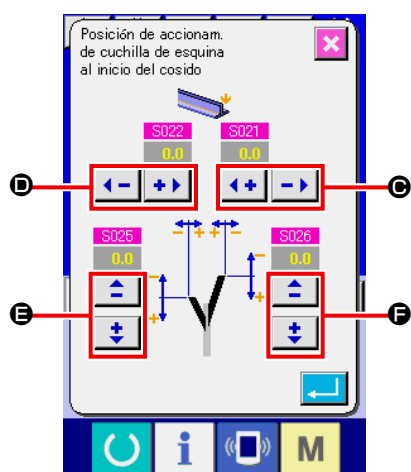 Posición de accionam.
de cuchilla de esquina
al inicio del cosido
S022 S021
0.0 0.0
D − + + − C
S025 S026
− + − +
0.0 0.0
− −
E + + F
− +
+
= =
± ±
i M